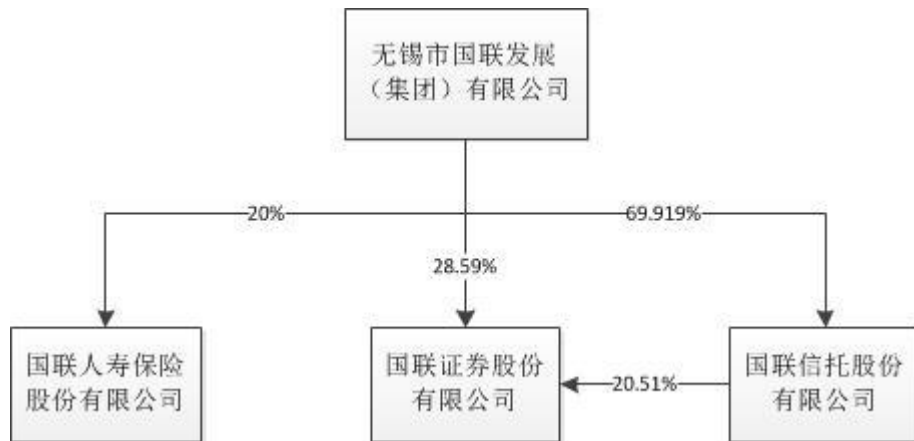 无锡市国联发展
（集团）有限公司
20%
69.919%
28.59%
国联人寿保险
股份有限公司
国联证券股份
有限公司
20.51%
国联信托股份
有限公司